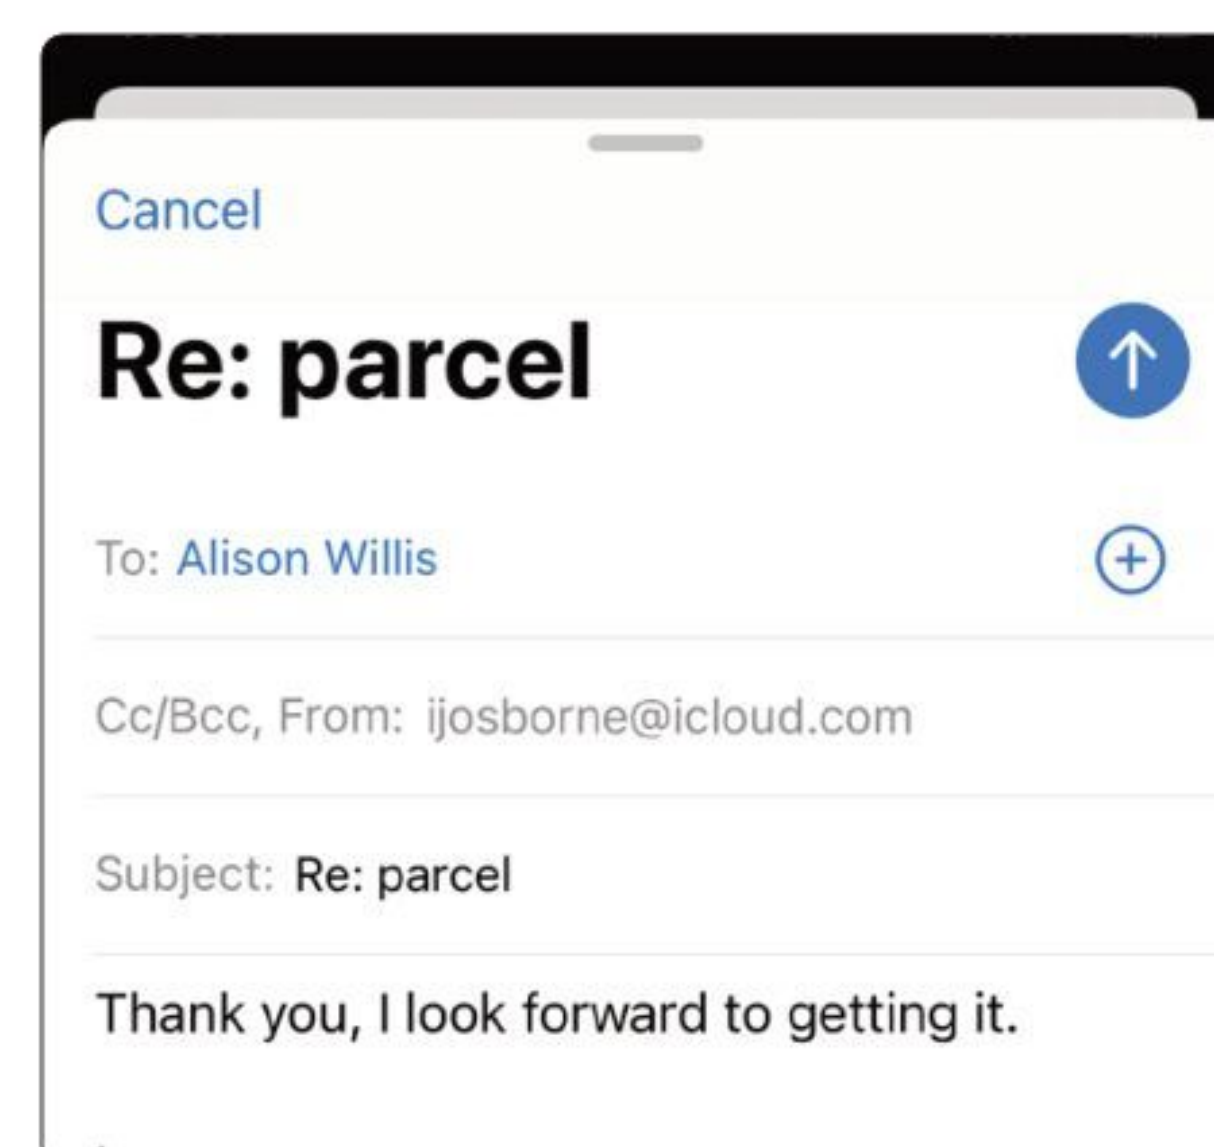 Cancel
Re: parcel
To: Alison Willis
Cc/Bcc, From: ijosborne@icloud.com
Subject: Re: parcel
Thank you, I look forward to getting it.